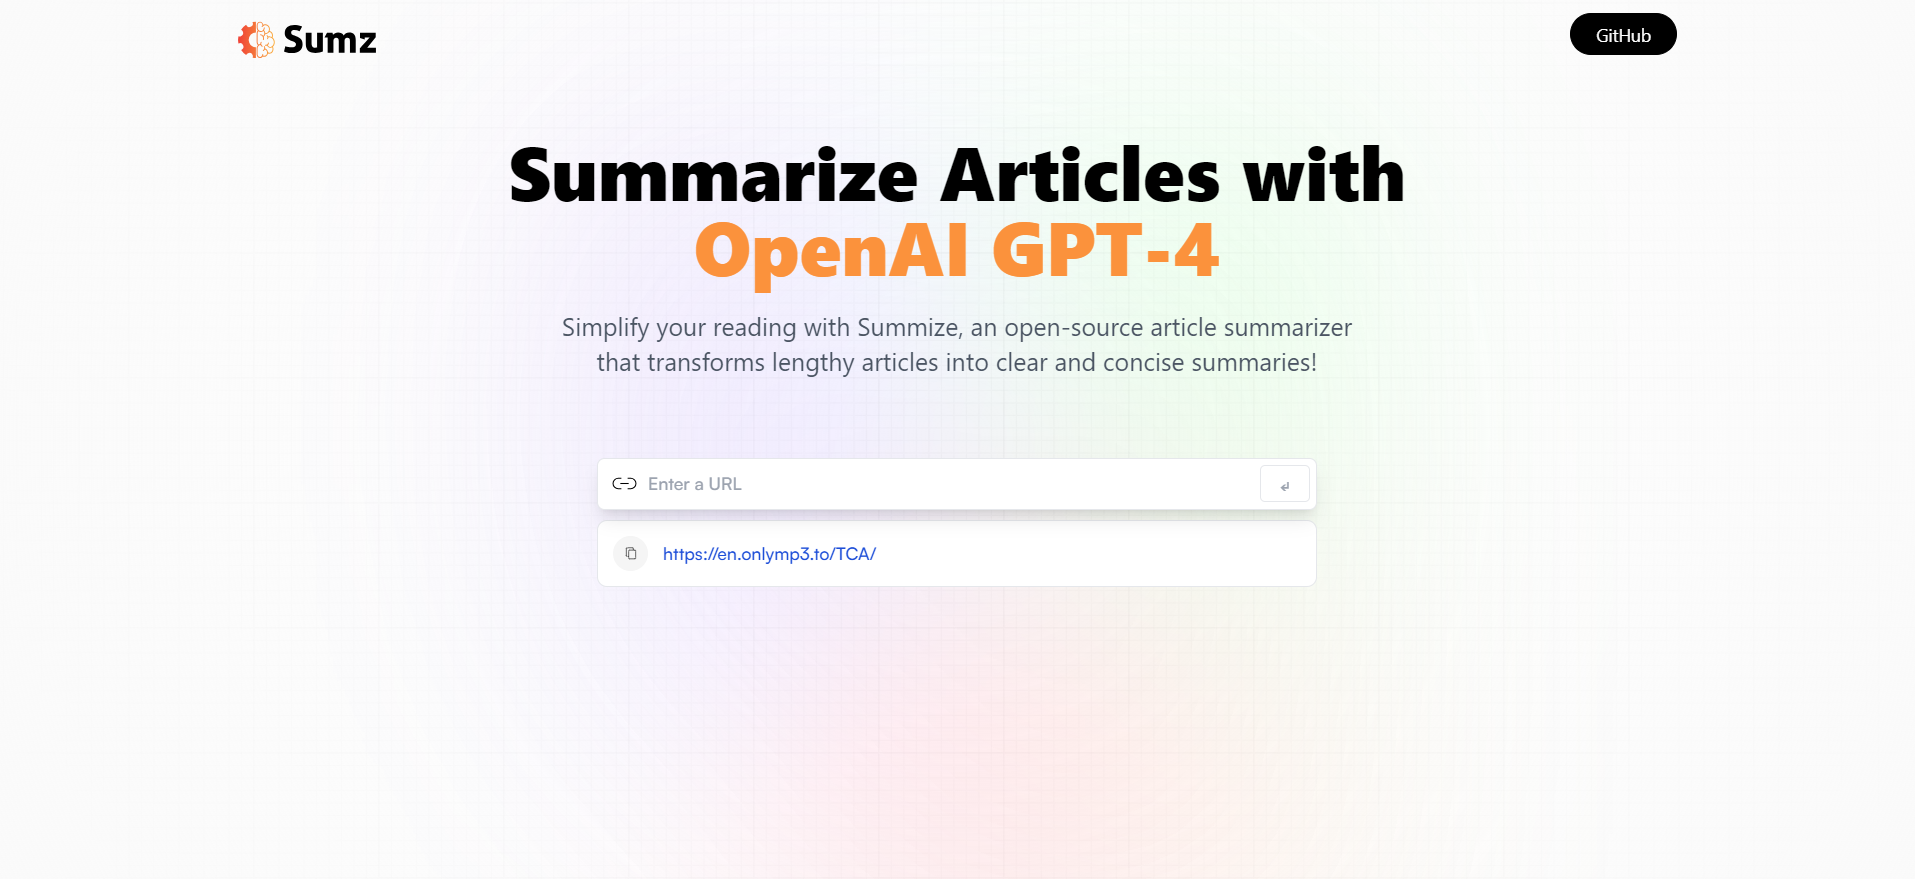 Sumz
GitHub
Summarize Articles with
OpenAI GPT-4
Simplify your reading with Summize, an open-source article summarizer
that transforms lengthy articles into clear and concise summaries!
Enter a URL
https://en.onlymp3.to/TCA/